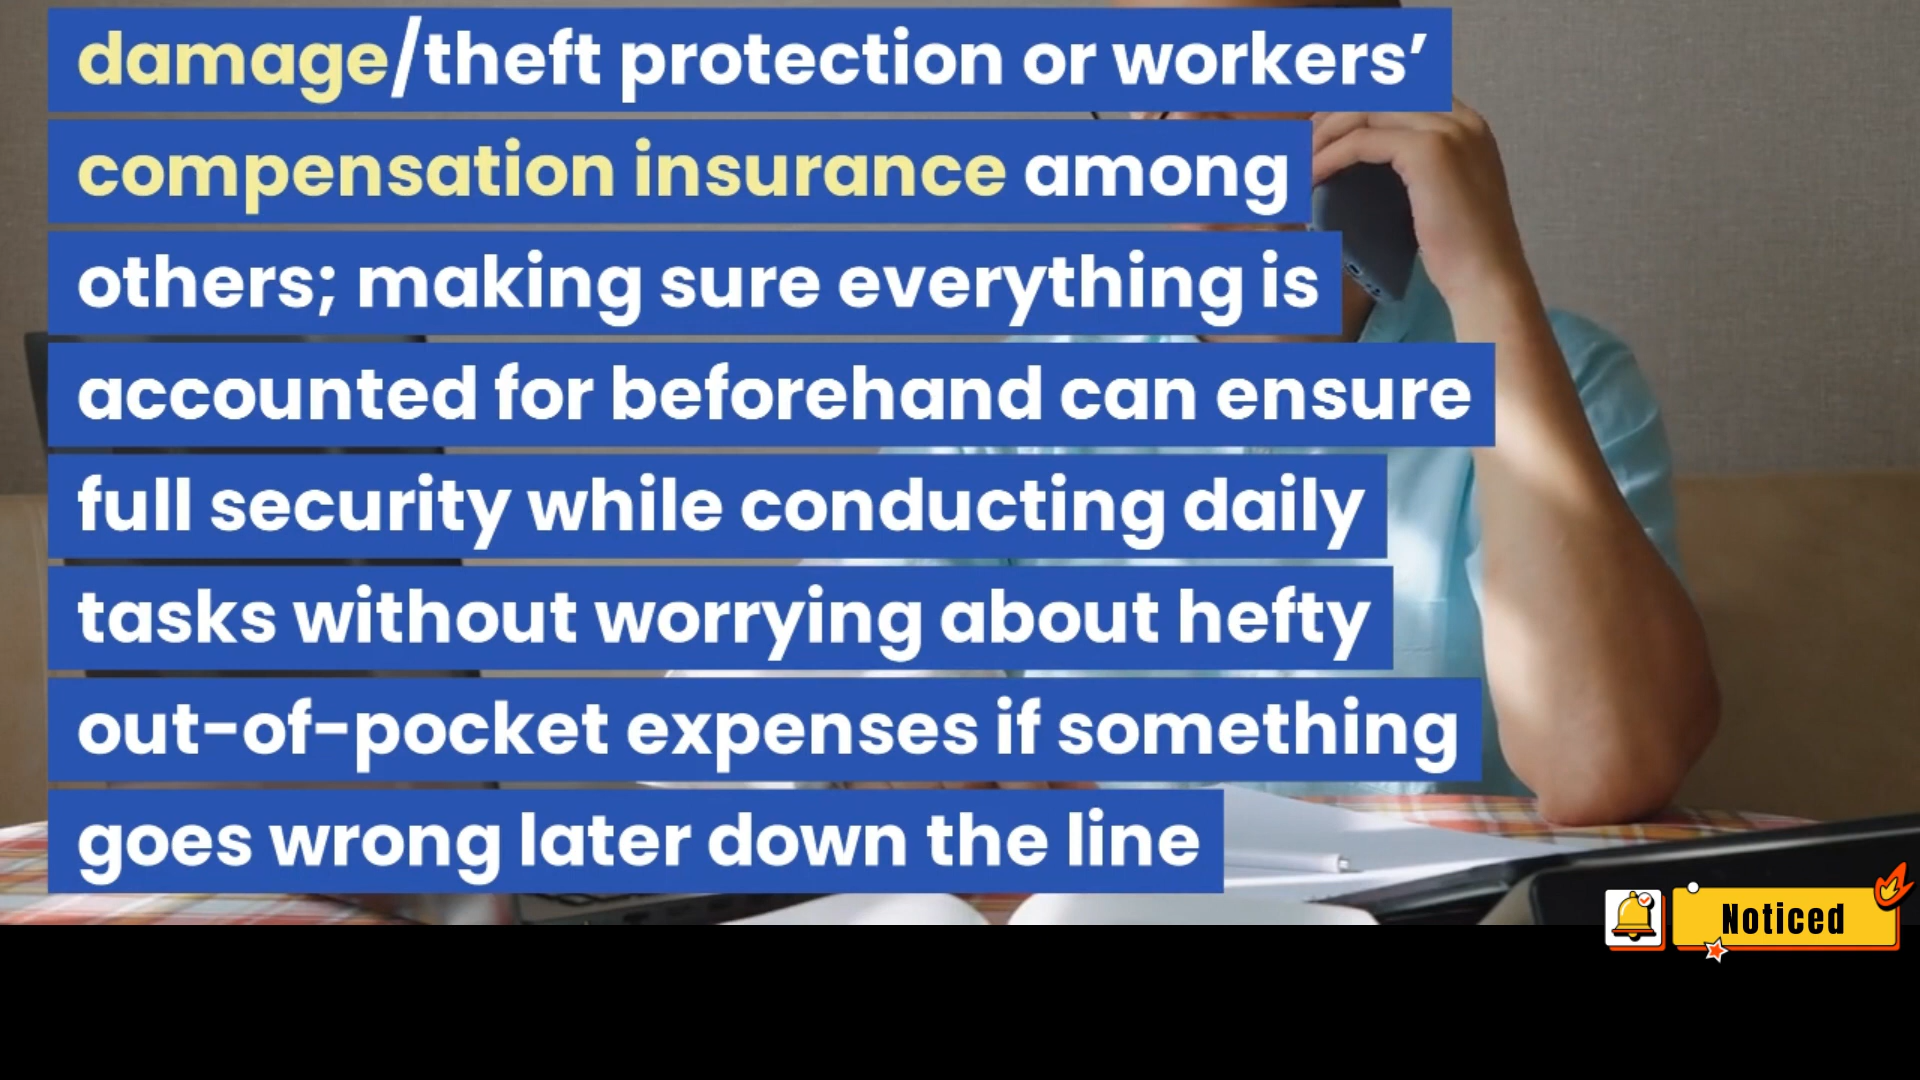 damage/theft protection or workers’
compensation insurance among
others; making sure everything is
accounted for beforehand can ensure
full security while conducting daily
tasks without worrying about hefty
out-of-pocket expenses if something
goes wrong later down the line
Noticed